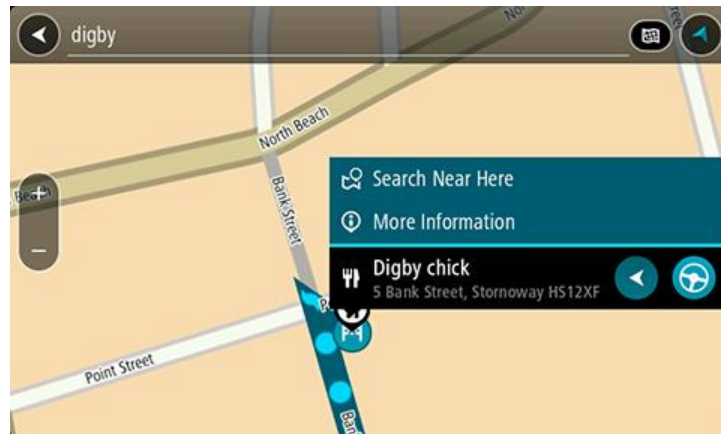 digby
North Beach
Search Near Here
Beach
Bank Street
More Information
Digby chick
5 Bank Street, Stornoway HS12XF
Point Street